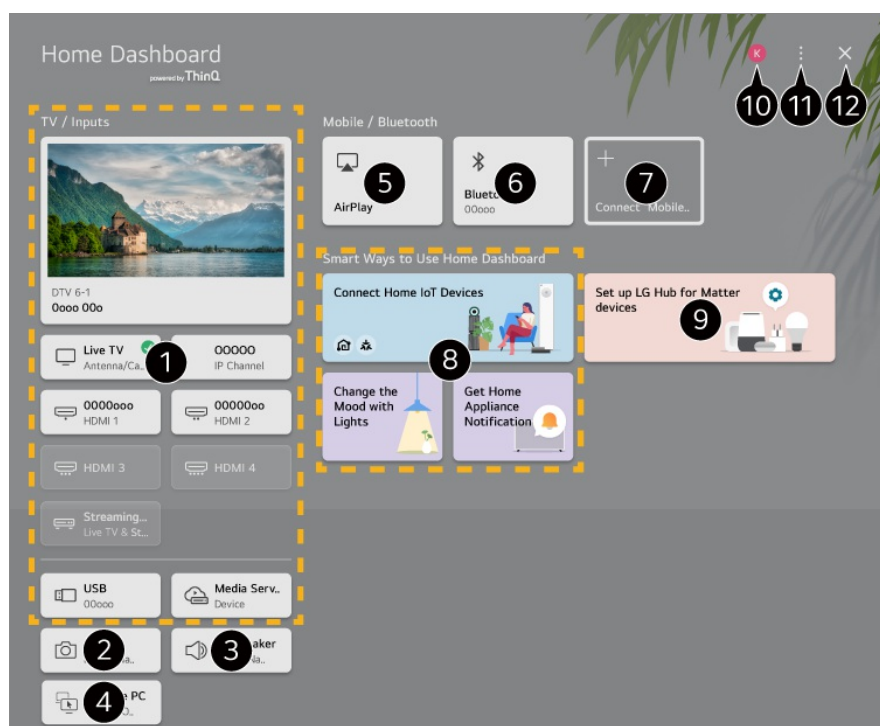 Home Dashboard
powered by ThinQ
K
10
11
12
TV / Inputs
DTV 6-1
0ooo 00o
Live TV
Antenna/Ca..
1
00000
IP Channel
0000ooo
HDMI 1
00000oo
HDMI 2
HDMI 3
HDMI 4
Streaming...
Live TV & St...
USB
00ooo
Media Serv..
Device
2
a..
3
aker
4
PC
Mobile / Bluetooth
5
AirPlay
6
00ooo
7
Connect Mobile..
Smart Ways to Use Home Dashboard
Connect Home IoT Devices
8
Change the
Mood with
Lights
Get Home
Appliance
Notification
Set up LG Hub for Matter
devices
9